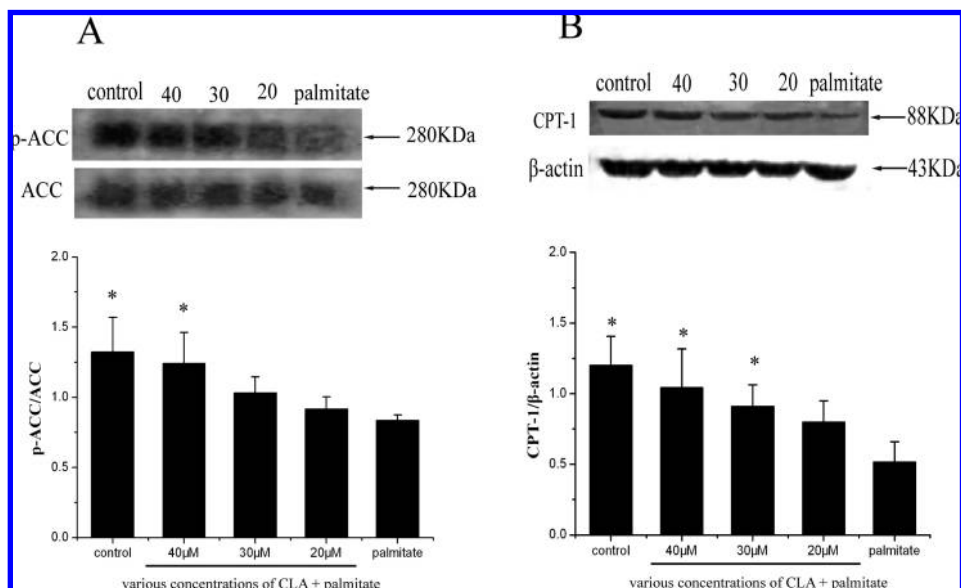 A
control 40 30 20 palmitate
p-ACC
280KDa
ACC
280KDa
2.0
1.5
1.0
0.5
0.0
p-ACC/ACC
* *
control 40μM 30μM 20μM palmitate
various concentrations of CLA + palmitate
B
control 40 30 20 palmitate
CPT-1
88KDa
β-actin
43KDa
2.0
1.5
1.0
0.5
0.0
CPT-1/β-actin
* * *
control 40μM 30μM 20μM palmitate
various concentrations of CLA + palmitate